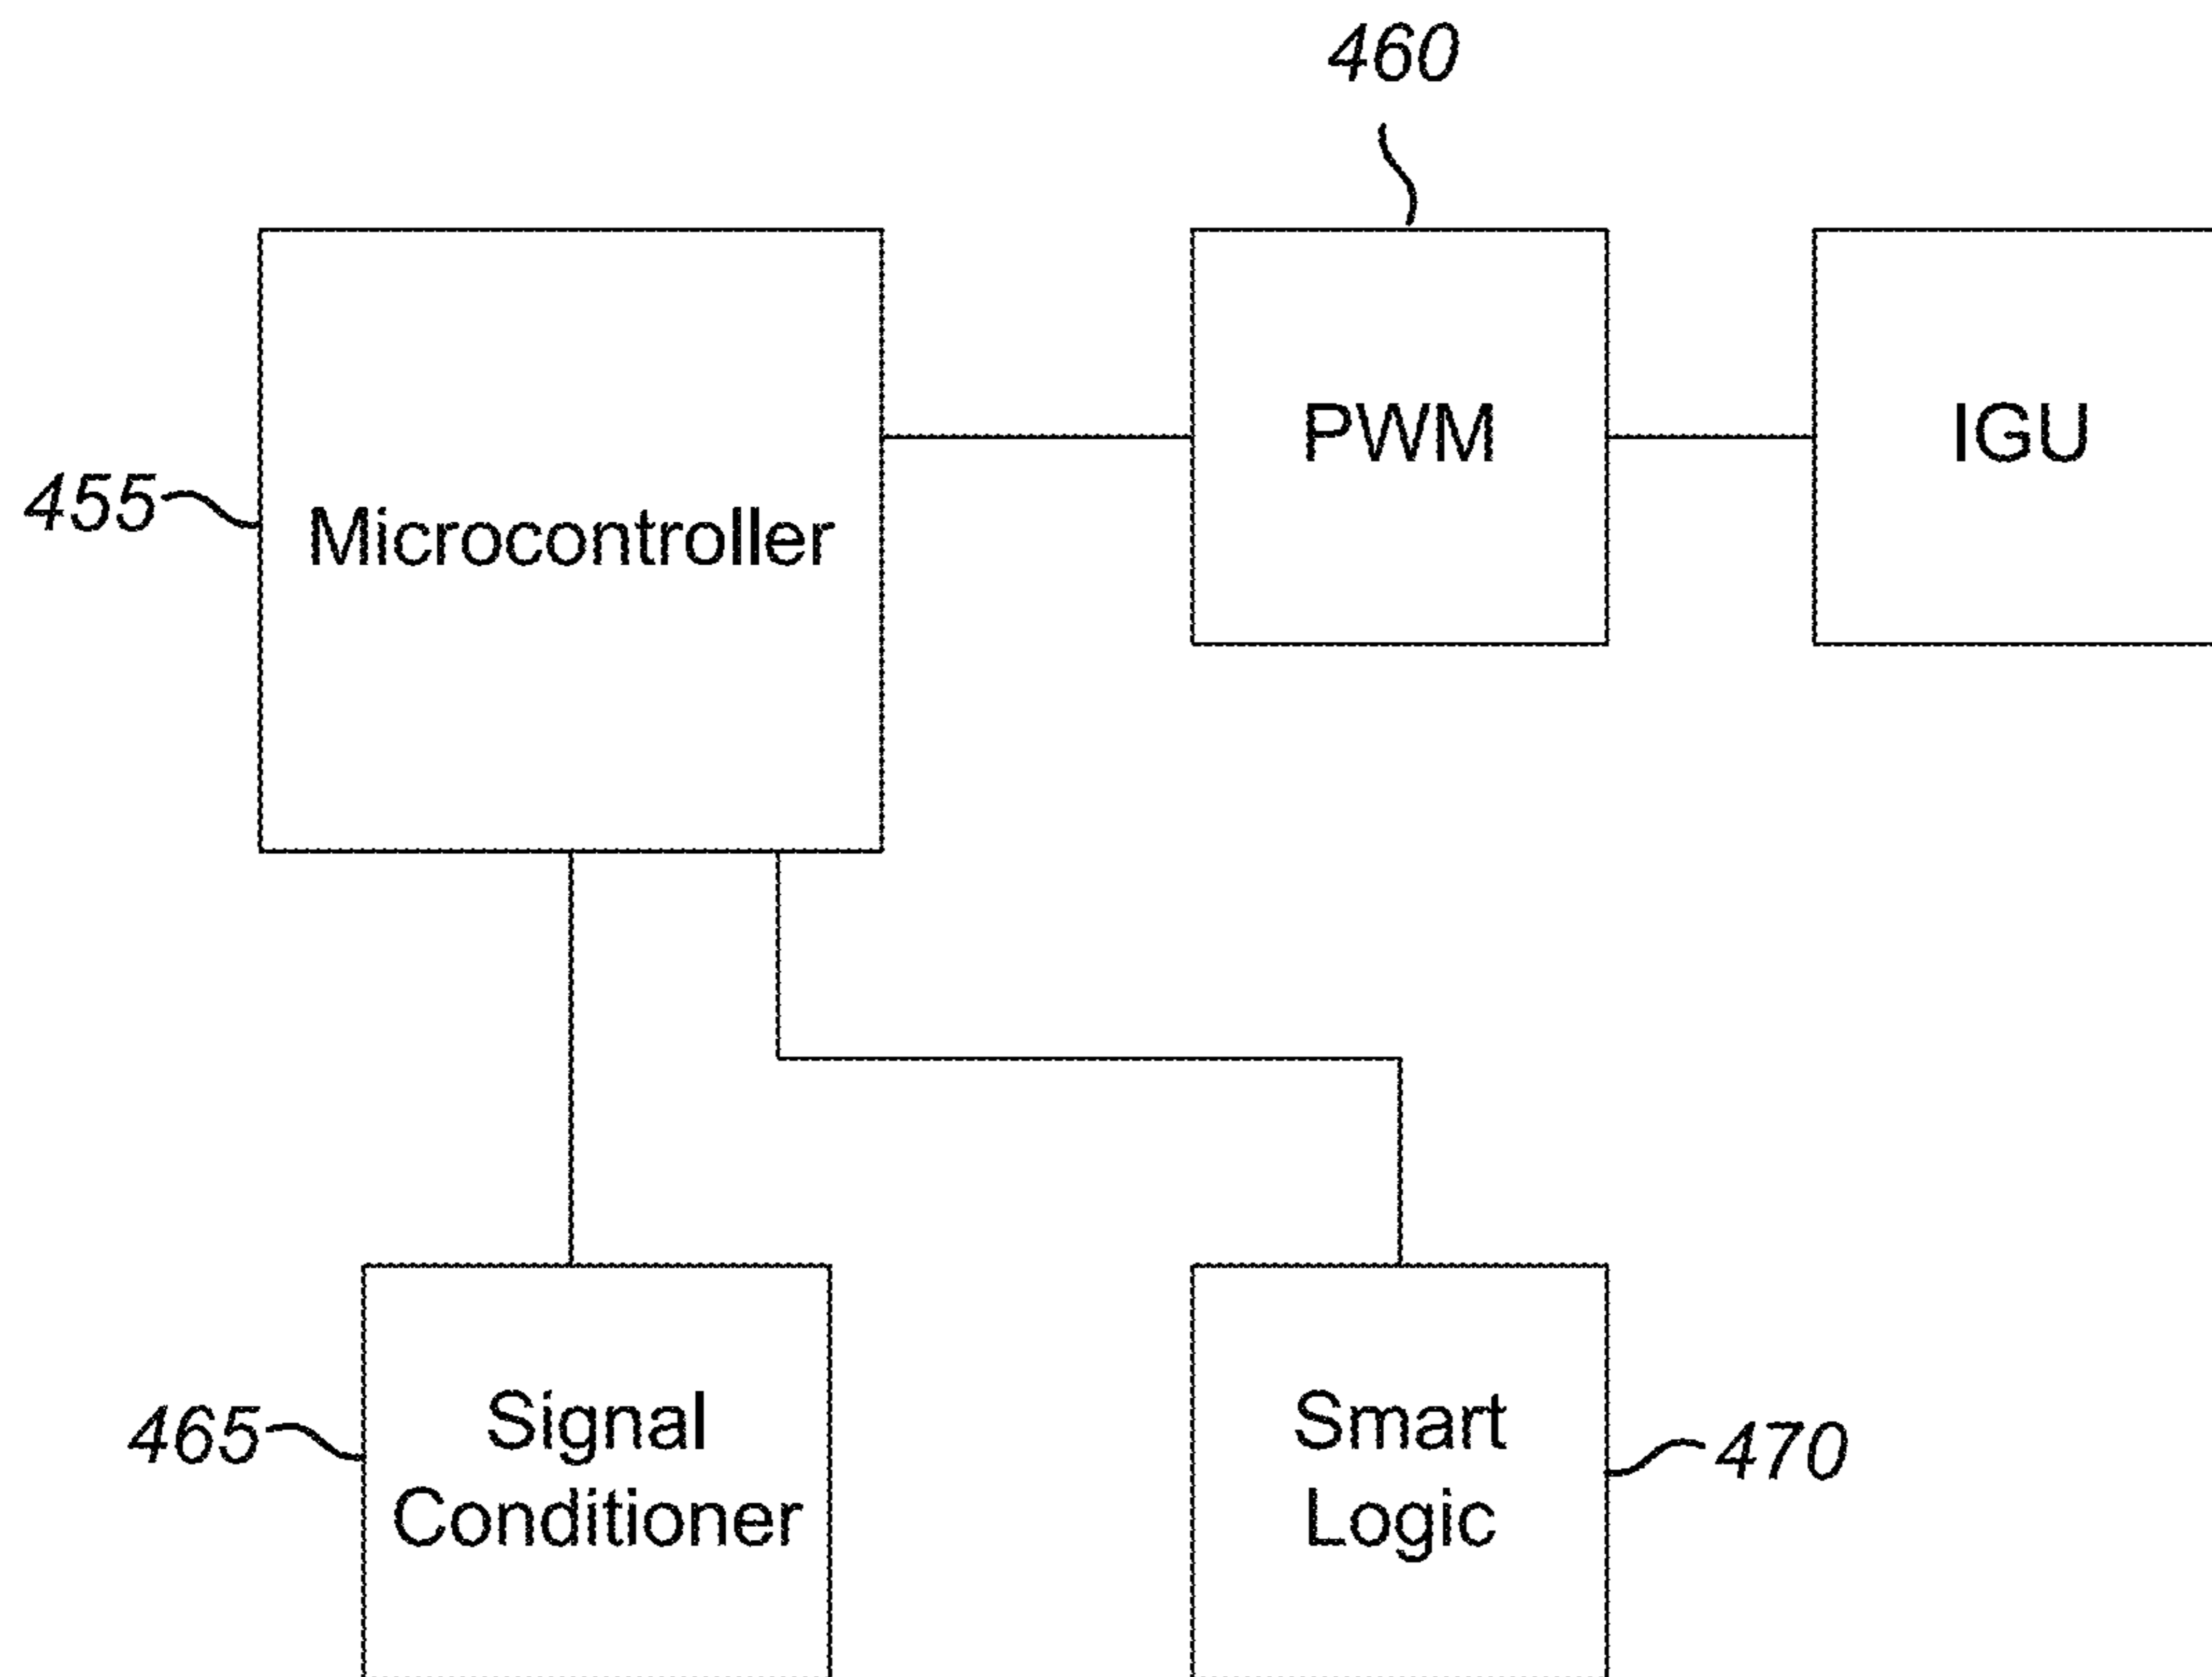 460
455
Microcontroller
PWM
IGU
465
Signal
Conditioner
Smart
Logic
470